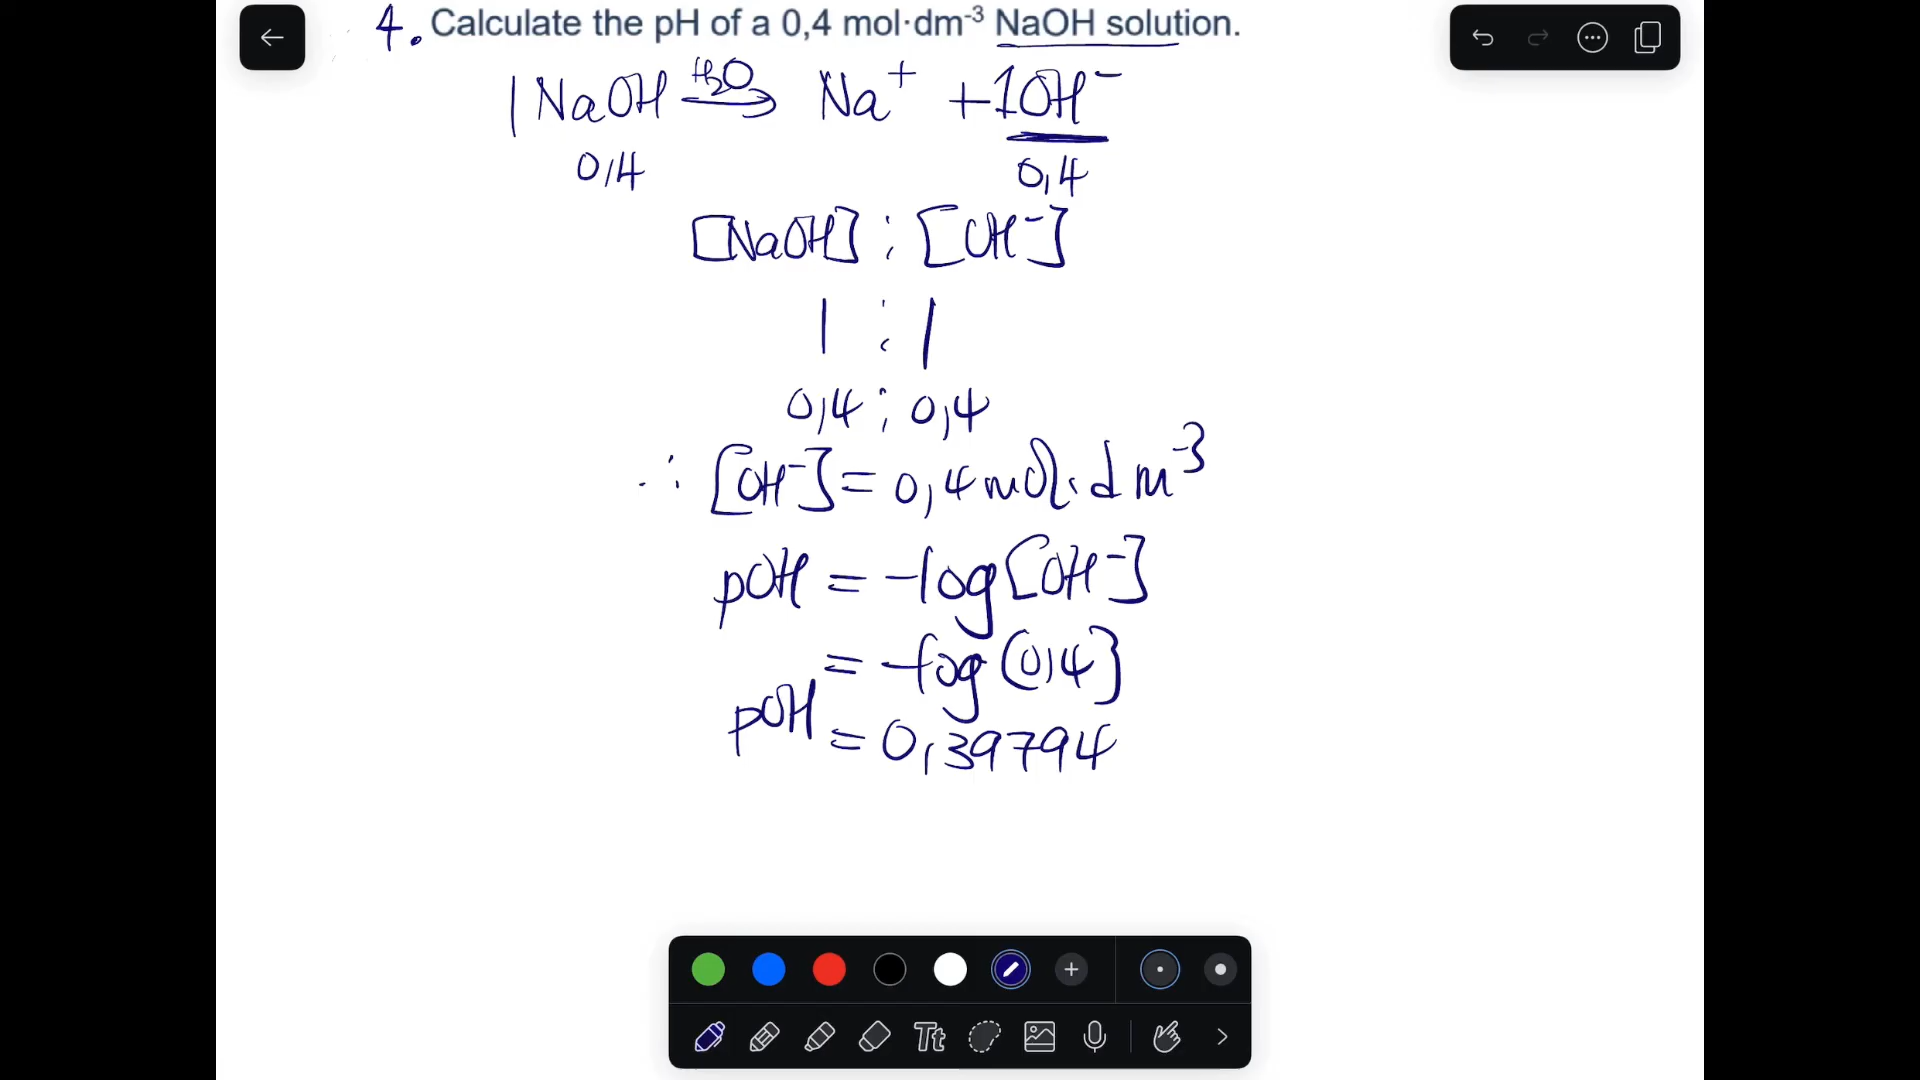 4. Calculate the pH of a 0,4 mol·dm⁻³ NaOH solution.
1 NaOH H₂O→ Na⁺ + 1OH⁻
0,4 0,4
[NaOH] : [OH⁻]
1 : 1
0,4 : 0,4
∴ [OH⁻] = 0,4 mol·dm⁻³
pOH = -log[OH⁻]
= -log(0,4]
pOH = 0,39794
Tt